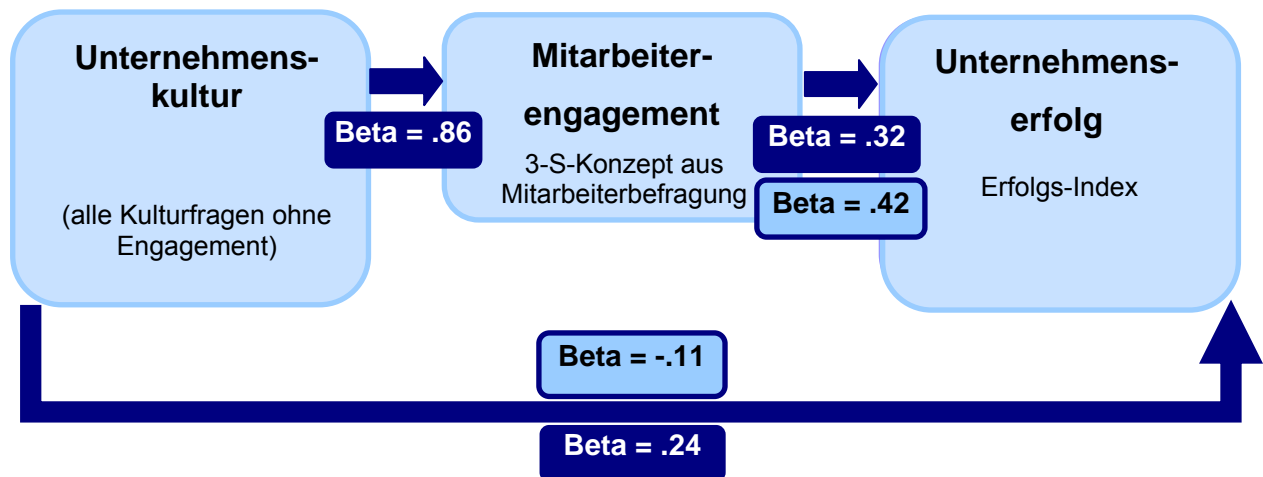 Unternehmens-
kultur
(alle Kulturfragen ohne
Engagement)
Beta = .86
Mitarbeiter-
engagement
3-S-Konzept aus
Mitarbeiterbefragung
Beta = .32
Beta = .42
Unternehmens-
erfolg
Erfolgs-Index
Beta = -.11
Beta = .24